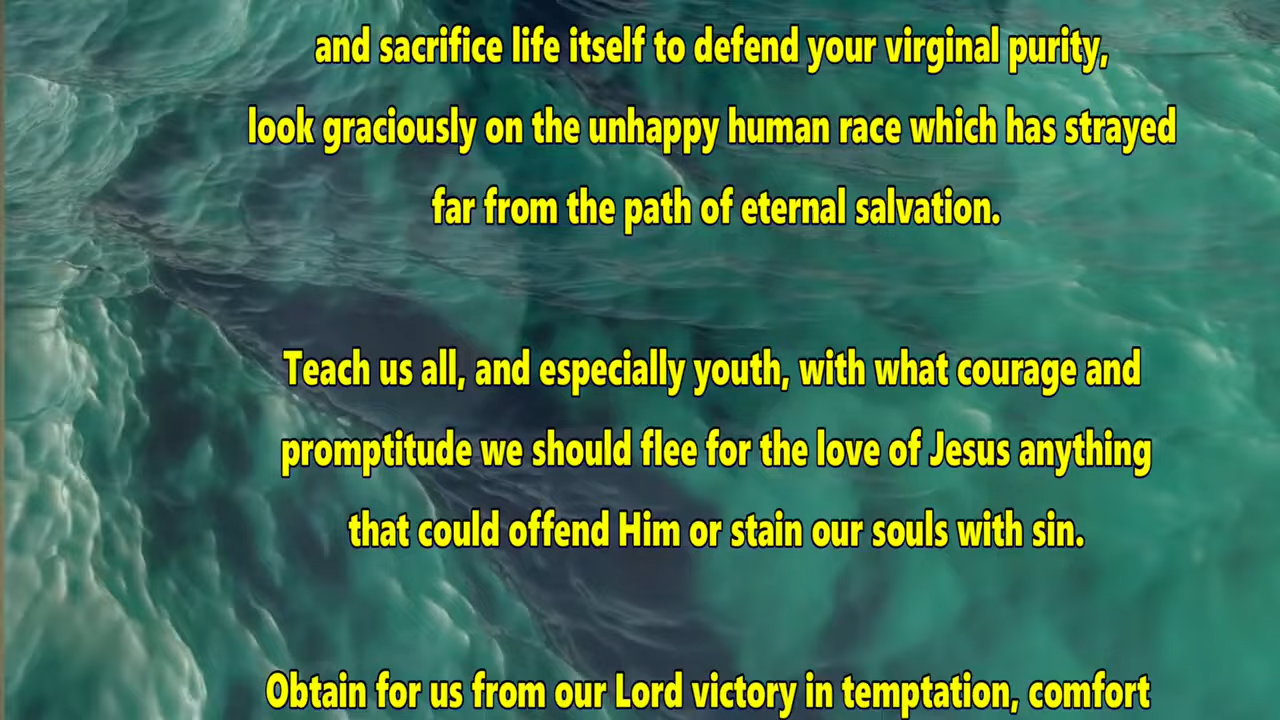 and sacrifice life itself to defend your virginal purity,
look graciously on the unhappy human race which has strayed
far from the path of eternal salvation.
Teach us all, and especially youth, with what courage and
promptitude we should flee for the love of Jesus anything
that could offend Him or stain our souls with sin.
Obtain for us from our Lord victory in temptation, comfort